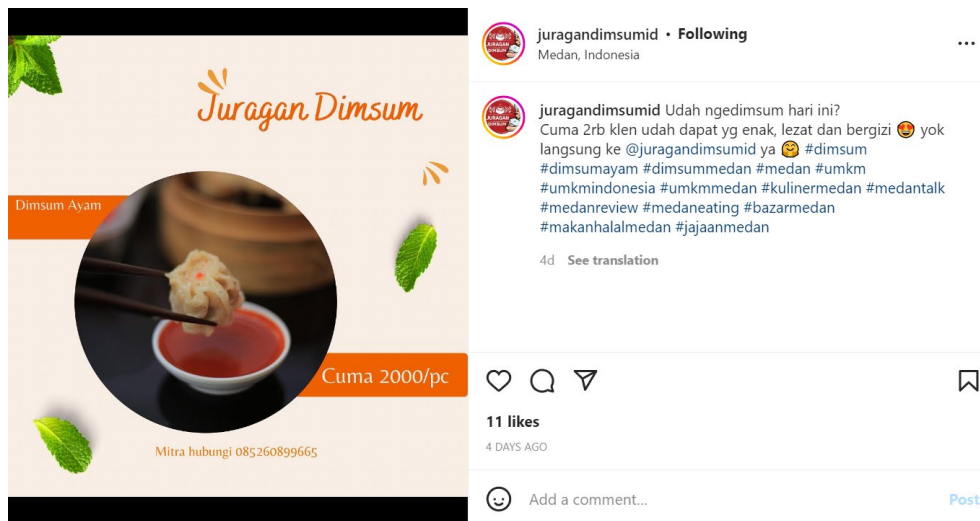 Juragan Dimsum
Dimsum Ayam
Cuma 2000/pc
Mitra hubungi 085260899665
juragandimsumid • Following
Medan, Indonesia
juragandimsumid Udah ngedimsum hari ini?
Cuma 2rb klen udah dapat yg enak, lezat dan bergizi 😍 yok
langsung ke @juragandimsumid ya 🤗 #dimsum
#dimsumayam #dimsummedan #medan #umkm
#umkmindonesia #umkmmedan #kulinermedan #medantalk
#medanreview #medaneating #bazarmedan
#makanhalalmedan #jajaanmedan
4d See translation
11 likes
4 DAYS AGO
Add a comment...
Post